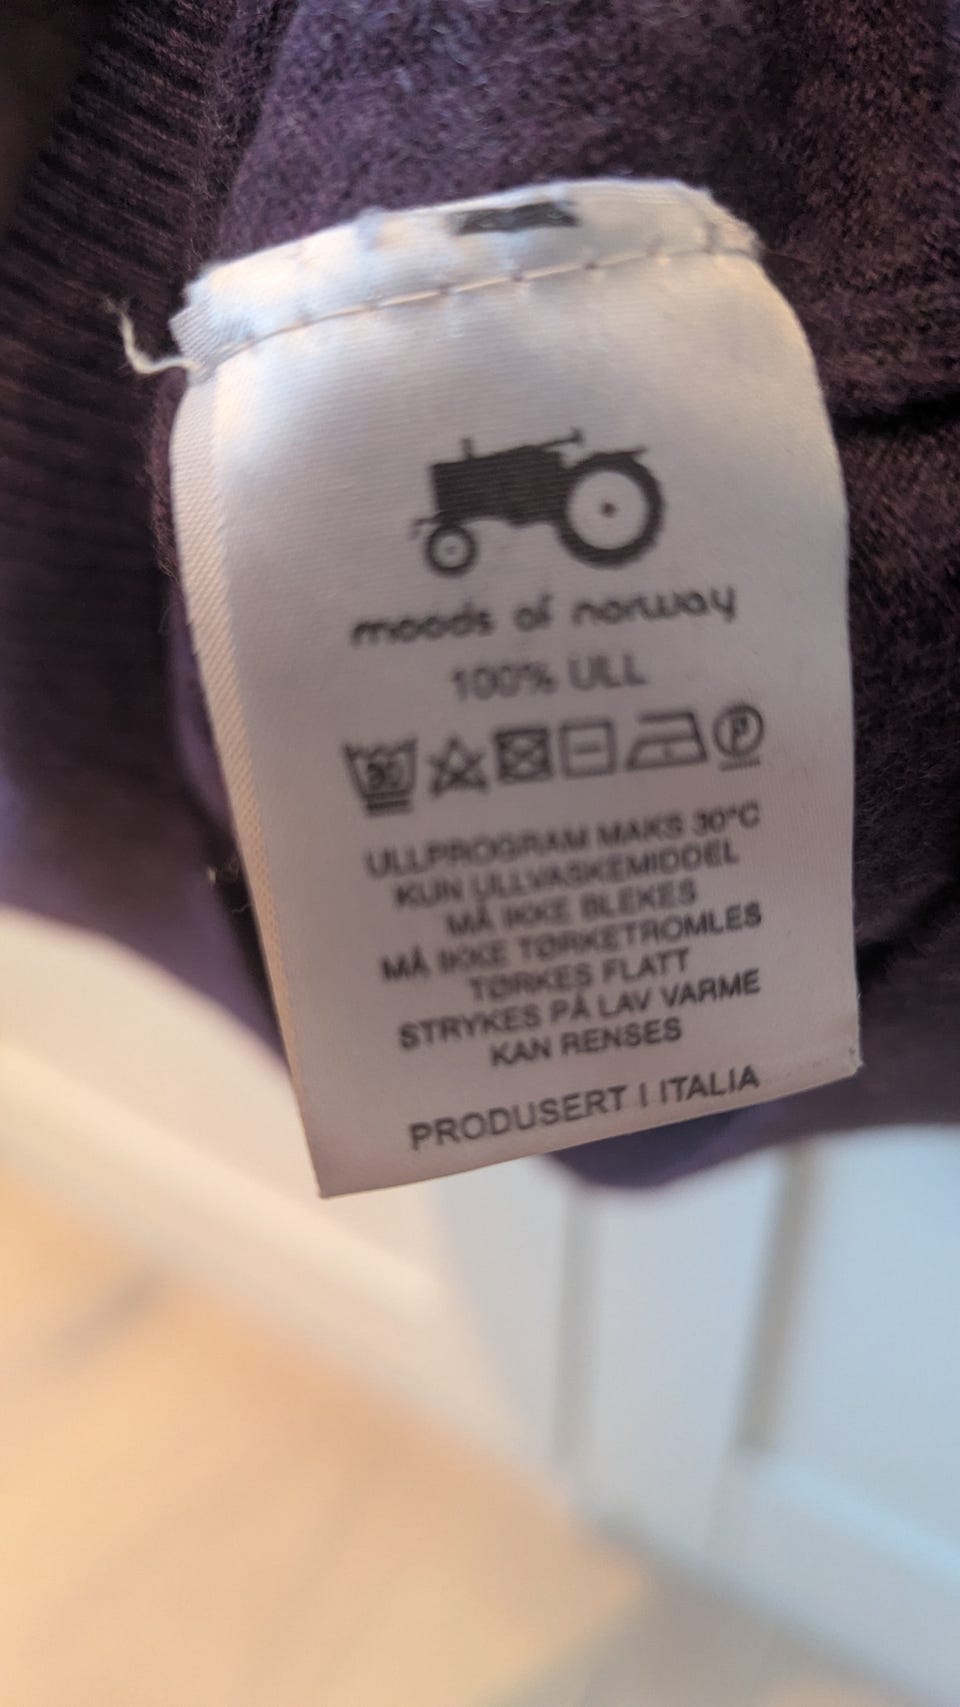 moods of norway
100% ULL
30
P
ULLPROGRAM MAKS 30°C
KUN ULLVASKEMIDDEL
MÅ IKKE BLEKES
MÅ IKKE TØRKETROMLES
TØRKES FLATT
STRYKES PÅ LAV VARME
KAN RENSES
PRODUSERT I ITALIA